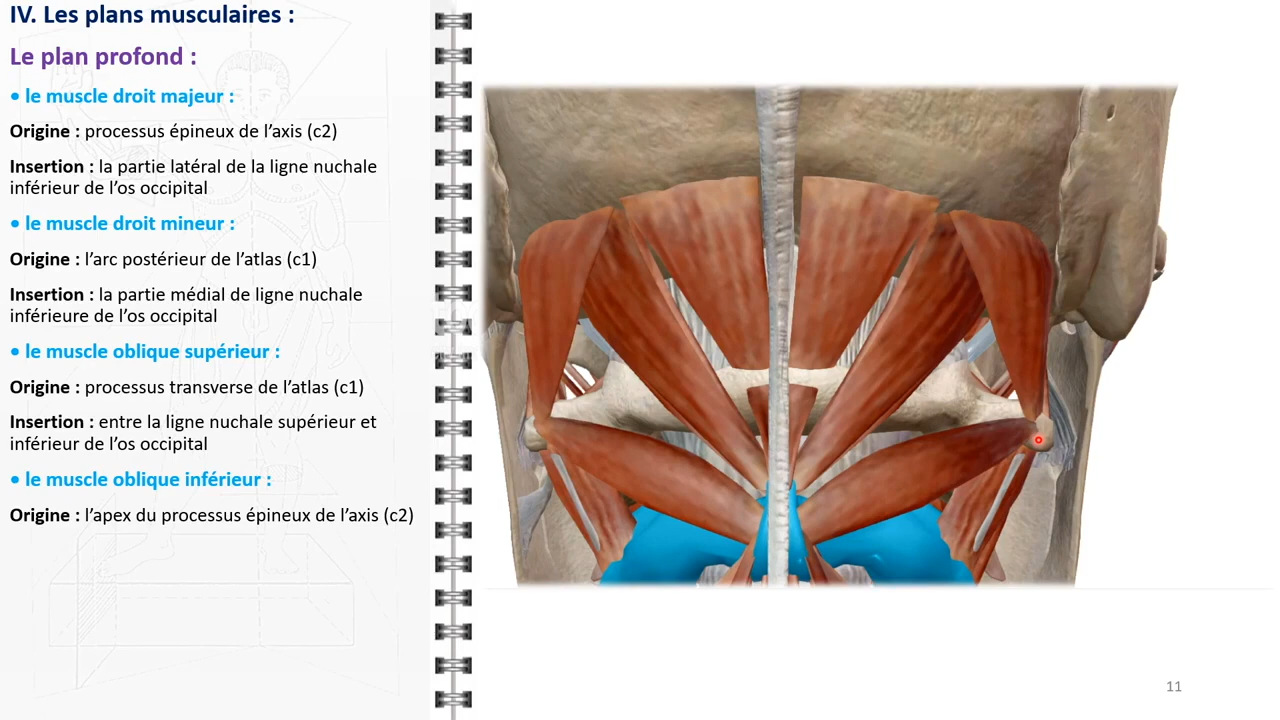 IV. Les plans musculaires :
Le plan profond :
• le muscle droit majeur :
Origine : processus épineux de l'axis (c2)
Insertion : la partie latéral de la ligne nuchale
inférieur de l'os occipital
• le muscle droit mineur :
Origine : l'arc postérieur de l'atlas (c1)
Insertion : la partie médial de ligne nuchale
inférieure de l'os occipital
• le muscle oblique supérieur :
Origine : processus transverse de l'atlas (c1)
Insertion : entre la ligne nuchale supérieur et
inférieur de l'os occipital
• le muscle oblique inférieur :
Origine : l'apex du processus épineux de l'axis (c2)
11